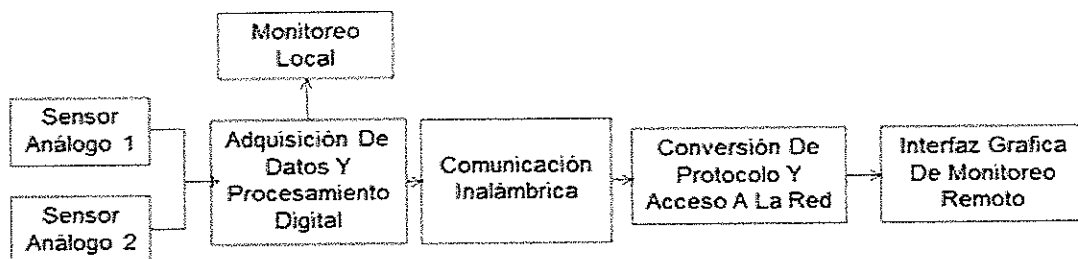 Monitoreo
Local
Sensor
Análogo 1
Sensor
Análogo 2
Adquisición De
Datos Y
Procesamiento
Digital
Comunicación
Inalámbrica
Conversión De
Protocolo Y
Acceso A La Red
Interfaz Grafica
De Monitoreo
Remoto